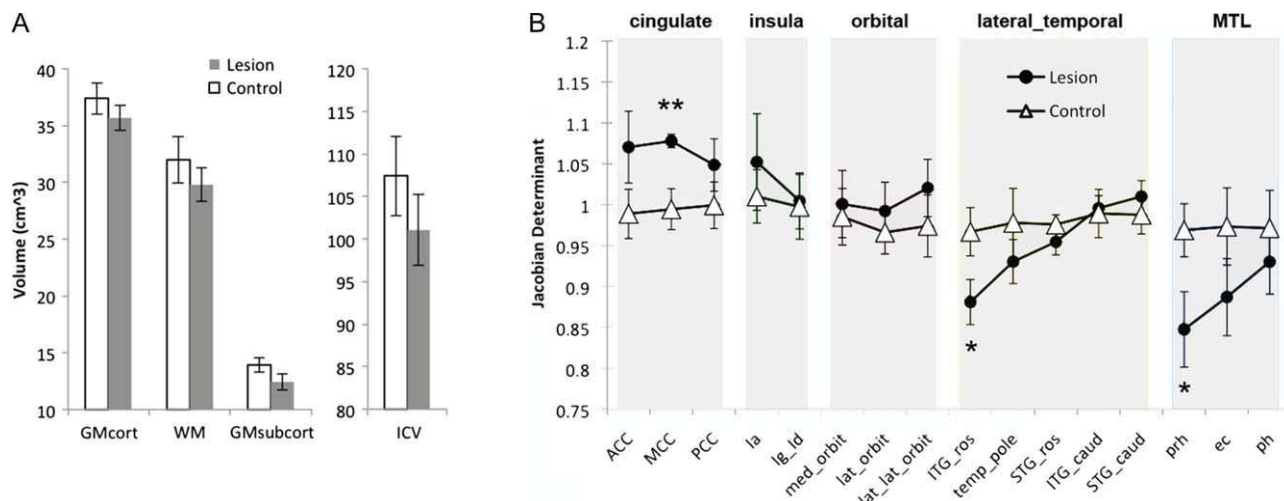 A
Volume (cm^3)
40
35
30
25
20
15
10
GMcort
WM
GMsubcort
Lesion
Control
120
115
110
105
100
95
90
85
80
ICV
B
cingulate
insula
orbital
lateral_temporal
MTL
Jacobian Determinant
1.2
1.15
1.1
1.05
1
0.95
0.9
0.85
0.8
0.75
Lesion
Control
**
*
*
ACC
MCC
PCC
Ia
Ig_Id
med_orbit
lat_orbit
lat_lat_orbit
ITG_ros
temp_pole
STG_ros
ITG_caud
STG_caud
prh
ec
ph